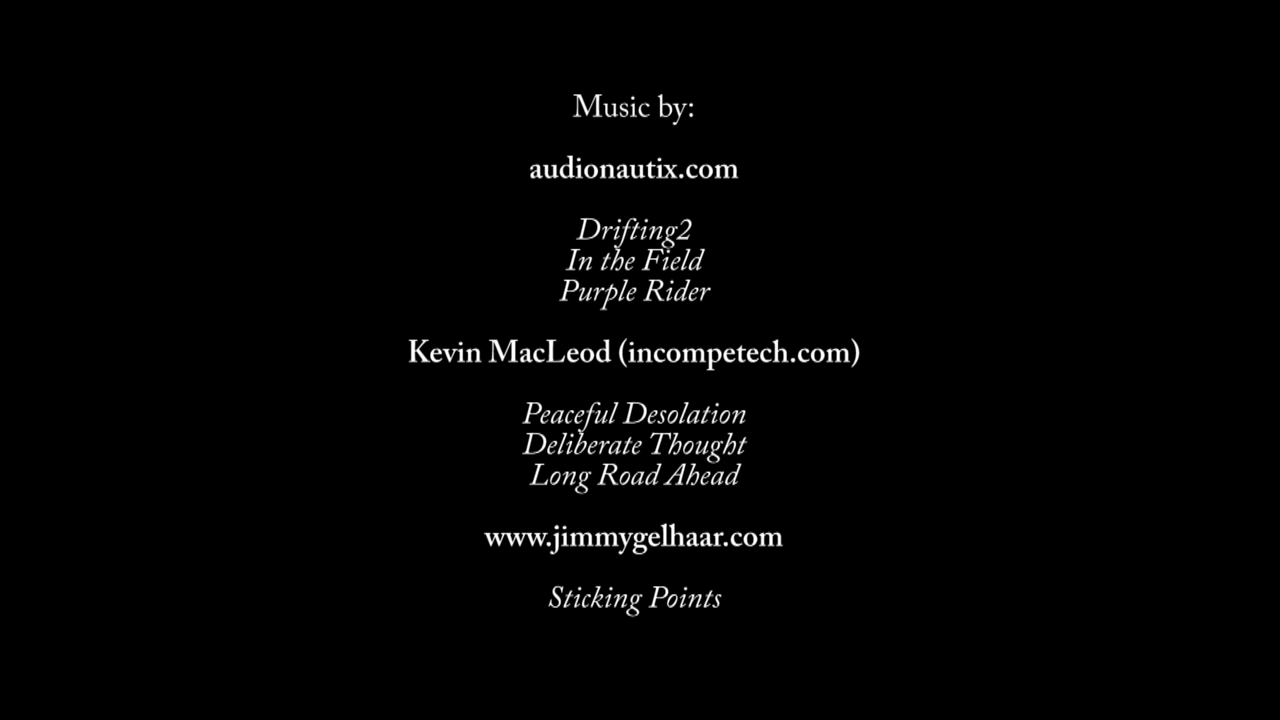 Music by:
audionautix.com
Drifting2
In the Field
Purple Rider
Kevin MacLeod (incompetech.com)
Peaceful Desolation
Deliberate Thought
Long Road Ahead
www.jimmygelhaar.com
Sticking Points